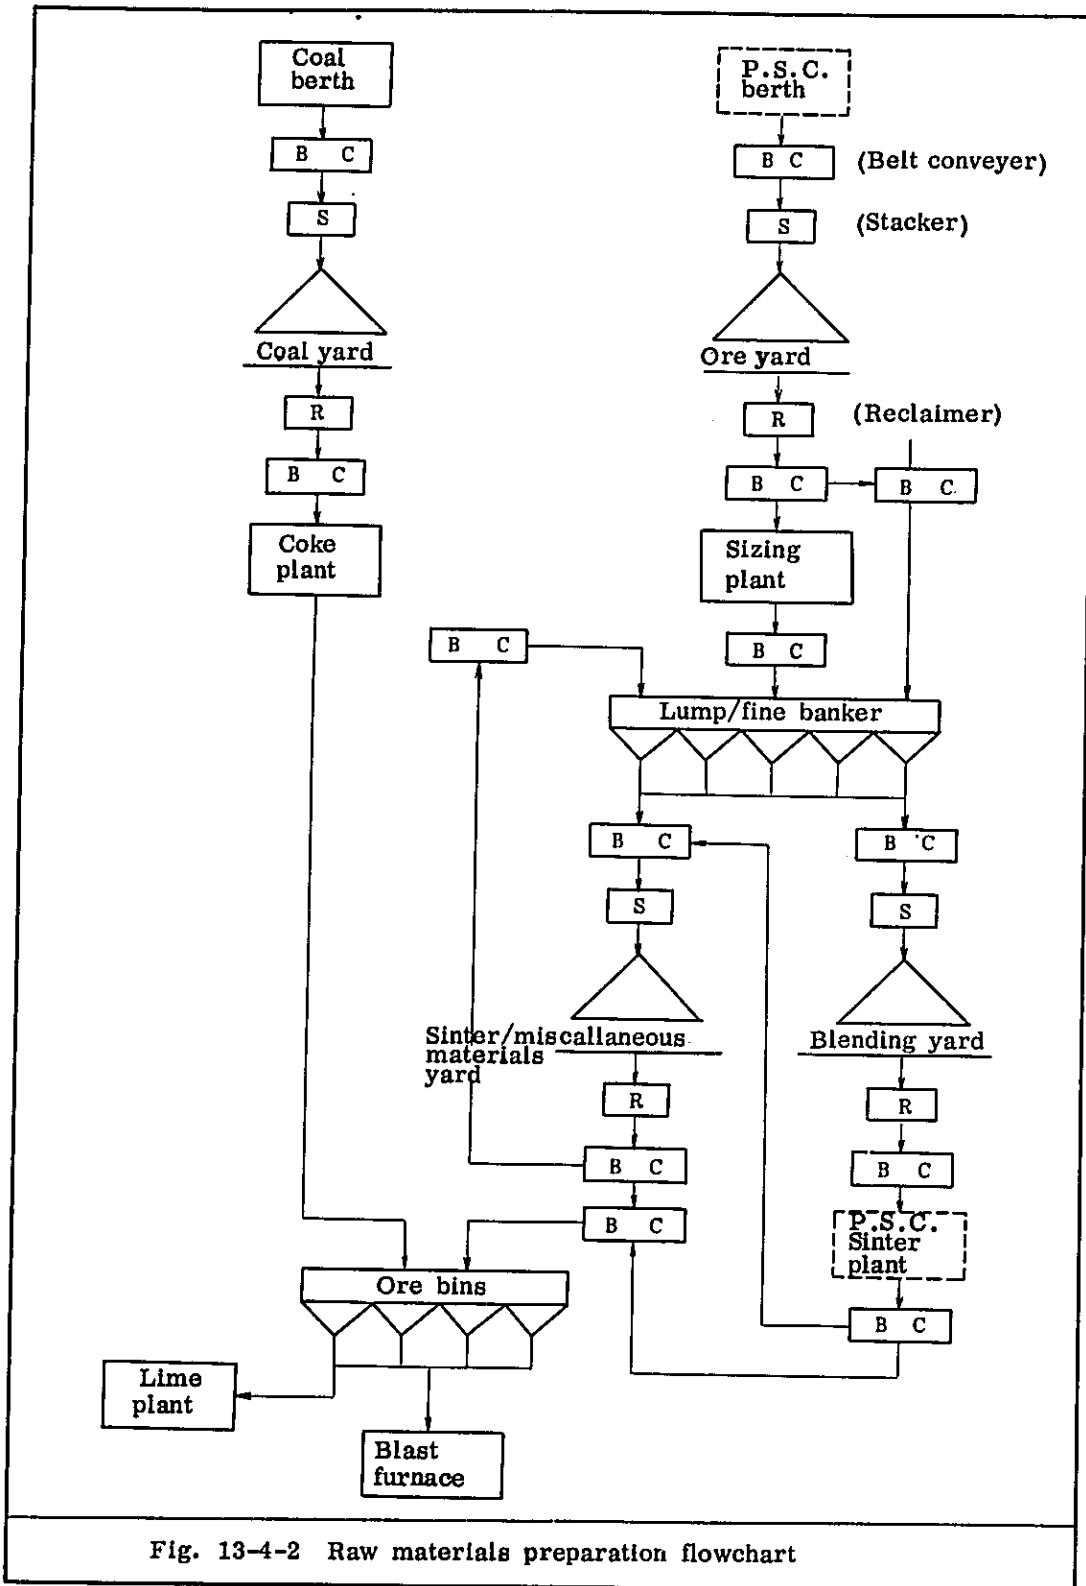 Coal
berth
B C
S
Coal yard
R
B C
Coke
plant
P.S.C.
berth
B C (Belt conveyer)
S (Stacker)
Ore yard
R (Reclaimer)
B C B C
Sizing
plant
B C
B C
Lump/fine banker
B C
S
Sinter/miscallaneous
materials
yard
R
B C
B C
B C
S
Blending yard
R
B C
P.S.C.
Sinter
plant
B C
Ore bins
Lime
plant
Blast
furnace
Fig. 13-4-2 Raw materials preparation flowchart